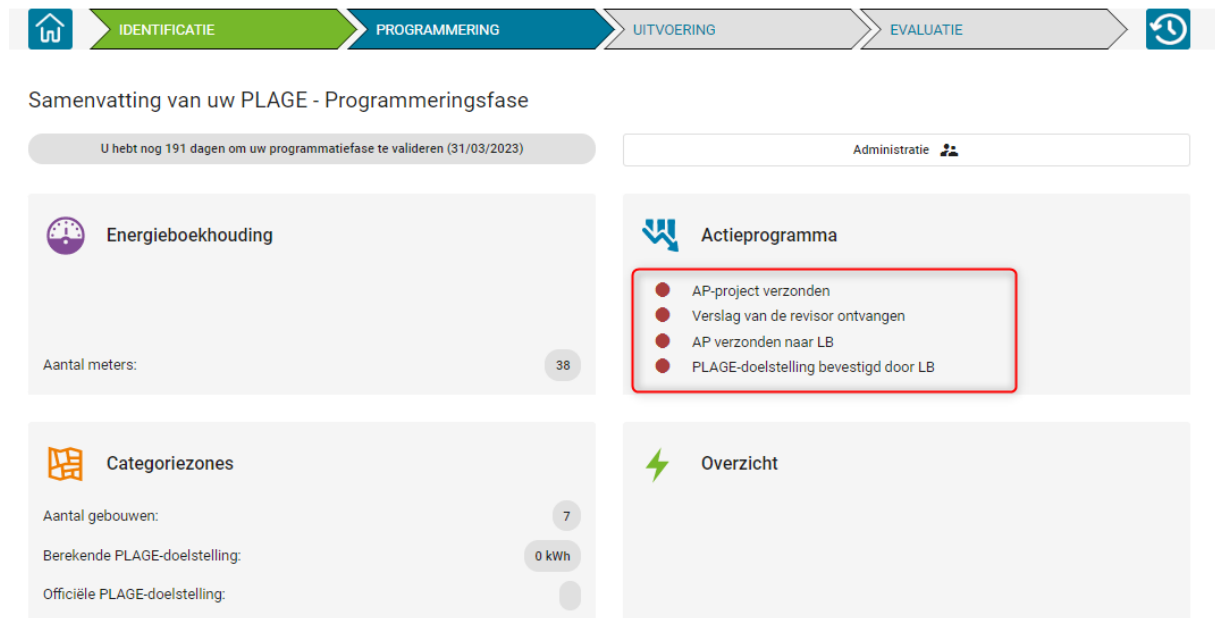 IDENTIFICATIE
PROGRAMMERING
UITVOERING
EVALUATIE
Samenvatting van uw PLAGE - Programmeringsfase
U hebt nog 191 dagen om uw programmatiefase te valideren (31/03/2023)
Administratie
Energieboekhouding
Aantal meters:
38
Actieprogramma
AP-project verzonden
Verslag van de revisor ontvangen
AP verzonden naar LB
PLAGE-doelstelling bevestigd door LB
Categoriezones
Aantal gebouwen:
7
Berekende PLAGE-doelstelling:
0 kWh
Officiële PLAGE-doelstelling:
Overzicht